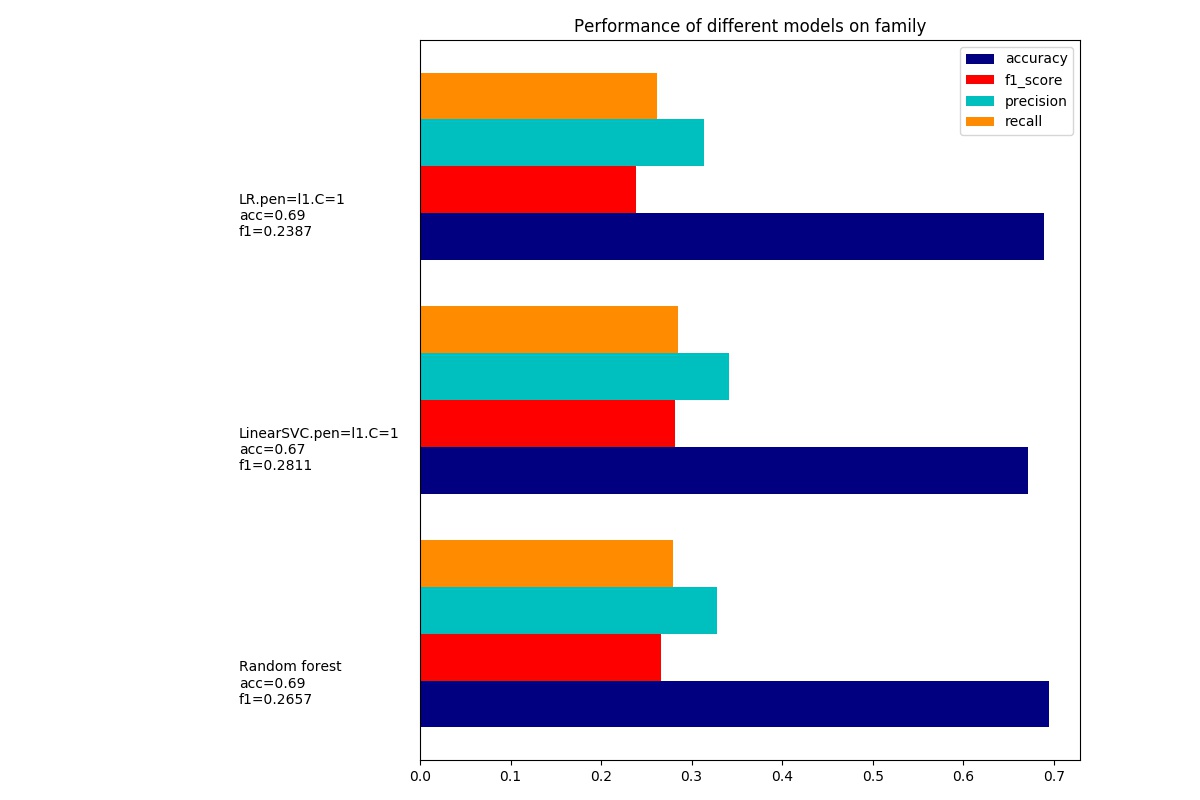 Performance of different models on family
accuracy
f1_score
precision
recall
LR.pen=l1.C=1
acc=0.69
f1=0.2387
LinearSVC.pen=l1.C=1
acc=0.67
f1=0.2811
Random forest
acc=0.69
f1=0.2657
0.0 0.1 0.2 0.3 0.4 0.5 0.6 0.7